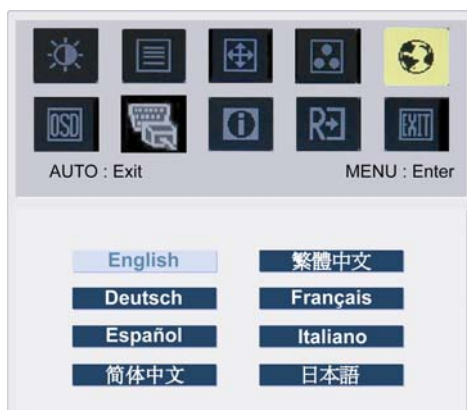 OSD
i
R
EXIT
AUTO : Exit MENU : Enter
English 繁體中文
Deutsch Français
Español Italiano
简体中文 日本語